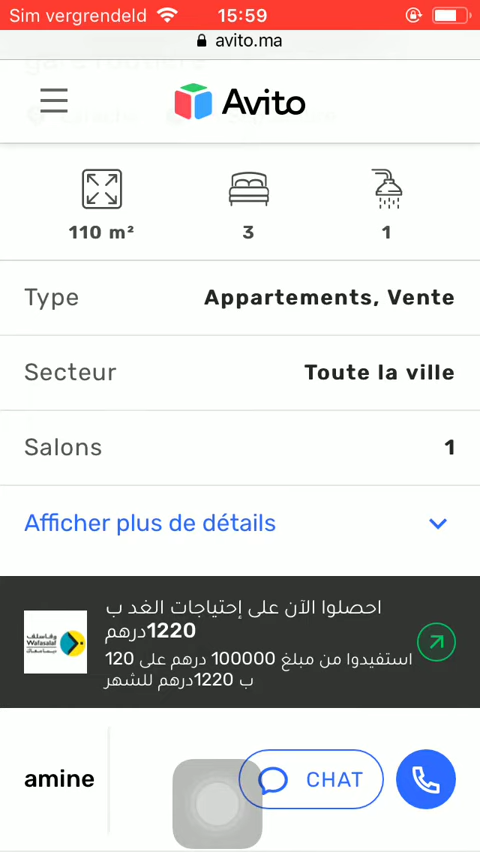 Sim vergrendeld 15:59
avito.ma
Avito
110 m² 3 1
Type Appartements, Vente
Secteur Toute la ville
Salons 1
Afficher plus de détails
احصلوا الآن على إحتياجات الغد ب
1220درهم
استفيدوا من مبلغ 100000 درهم على 120
ب 1220درهم للشهر
وفاسلف
Wafasalaf
amine CHAT